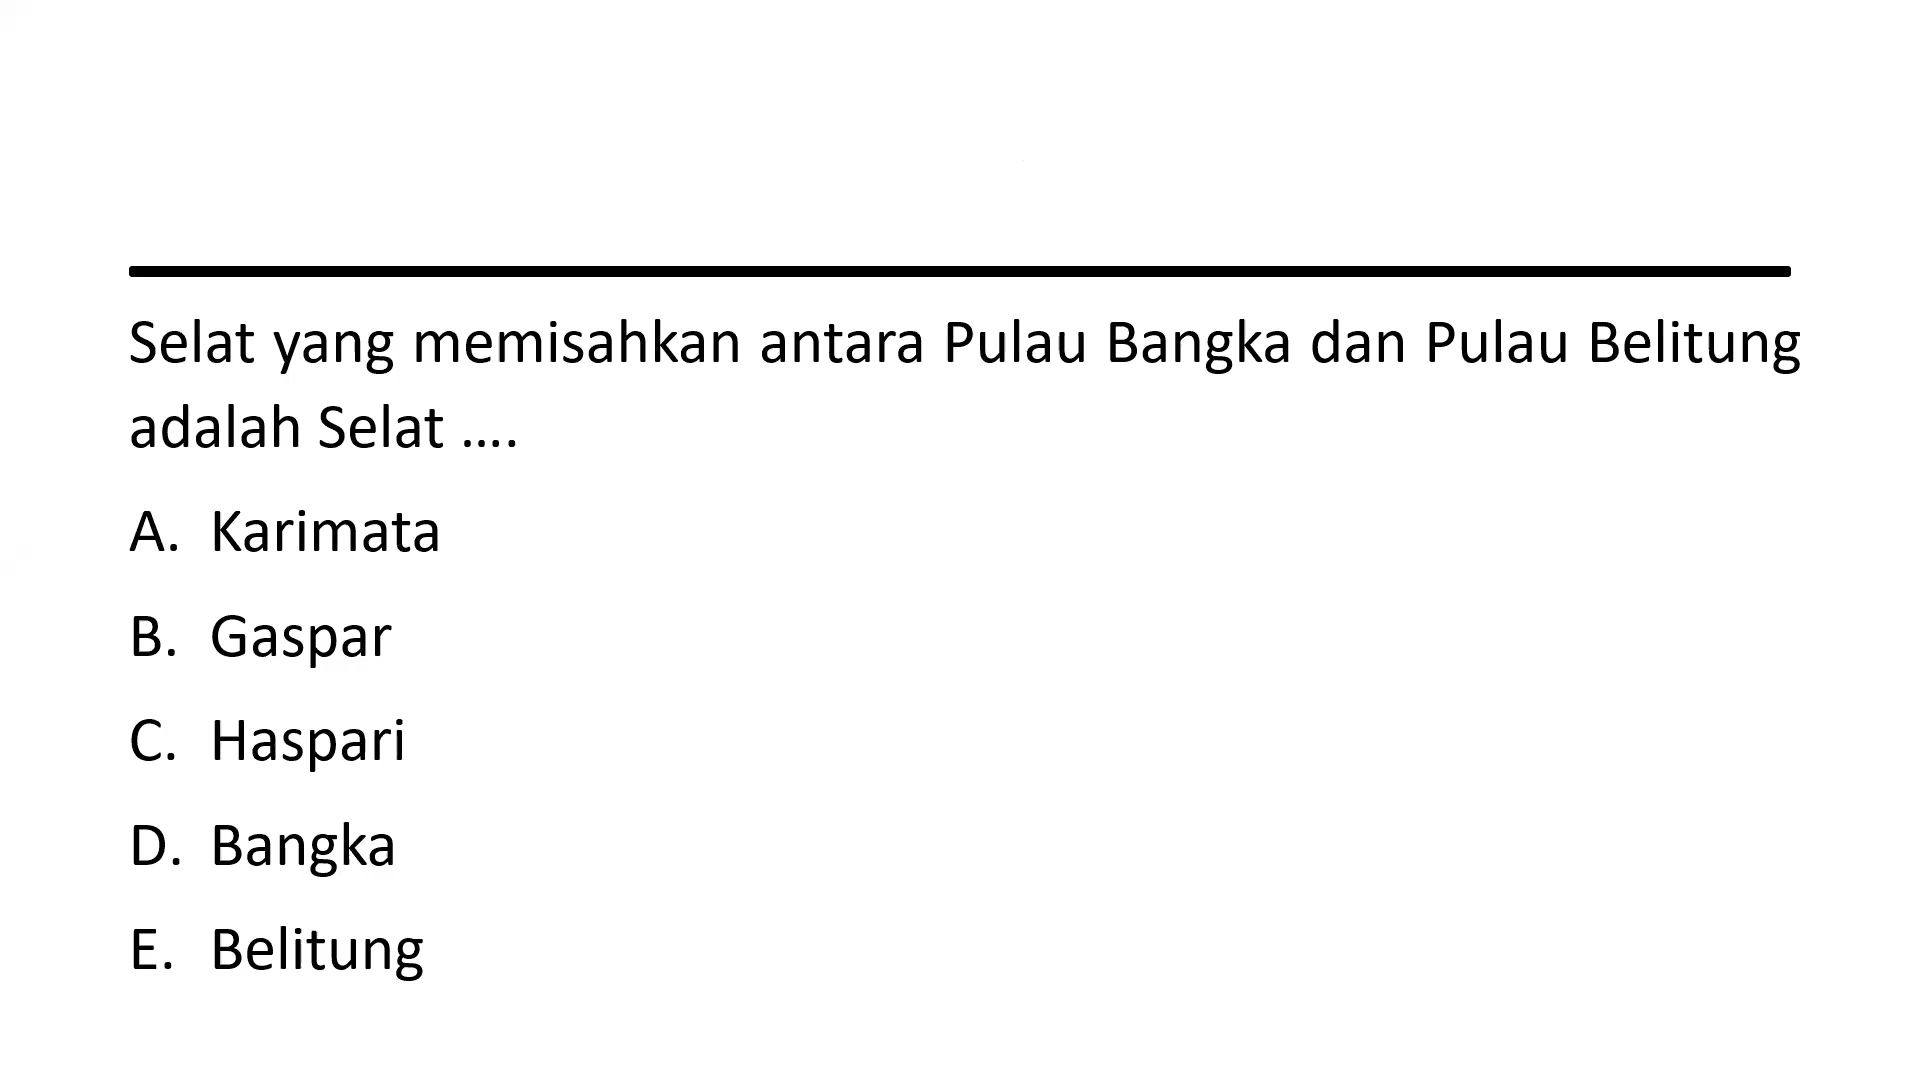 Selat yang memisahkan antara Pulau Bangka dan Pulau Belitung
adalah Selat ....
A. Karimata
B. Gaspar
C. Haspari
D. Bangka
E. Belitung